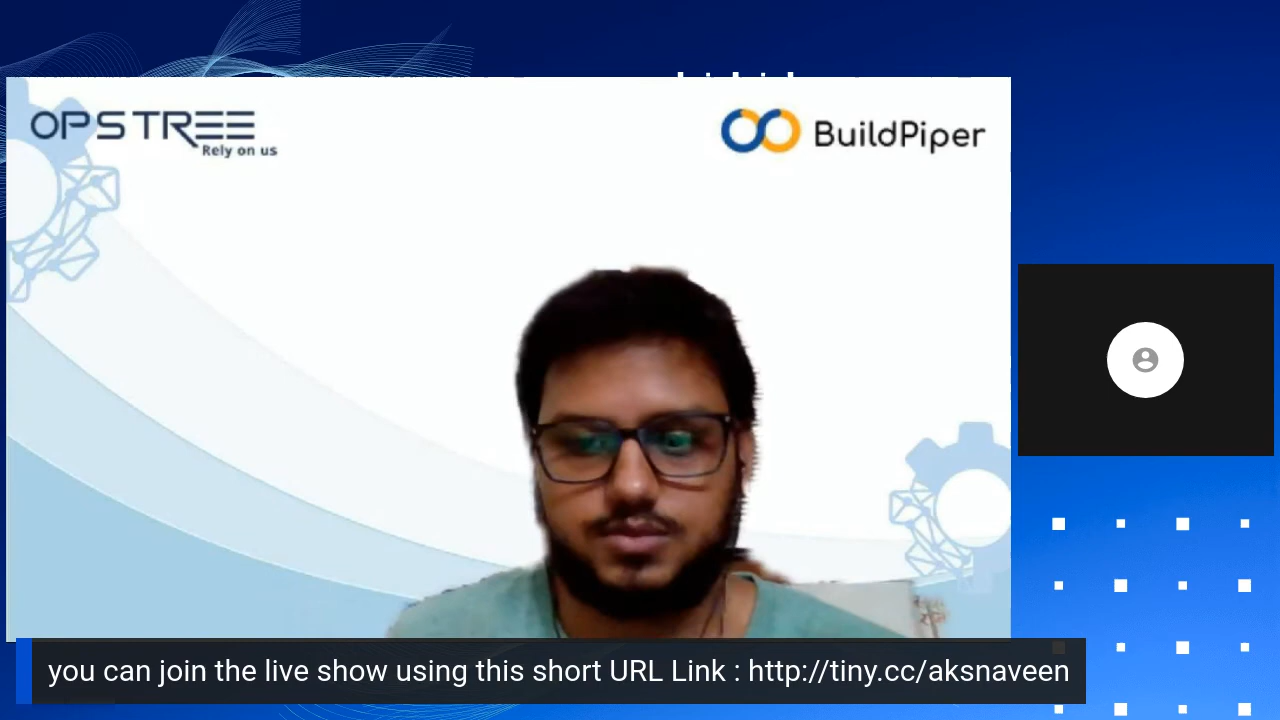 OPSTREE
Rely on us
BuildPiper
you can join the live show using this short URL Link : http://tiny.cc/aksnaveen